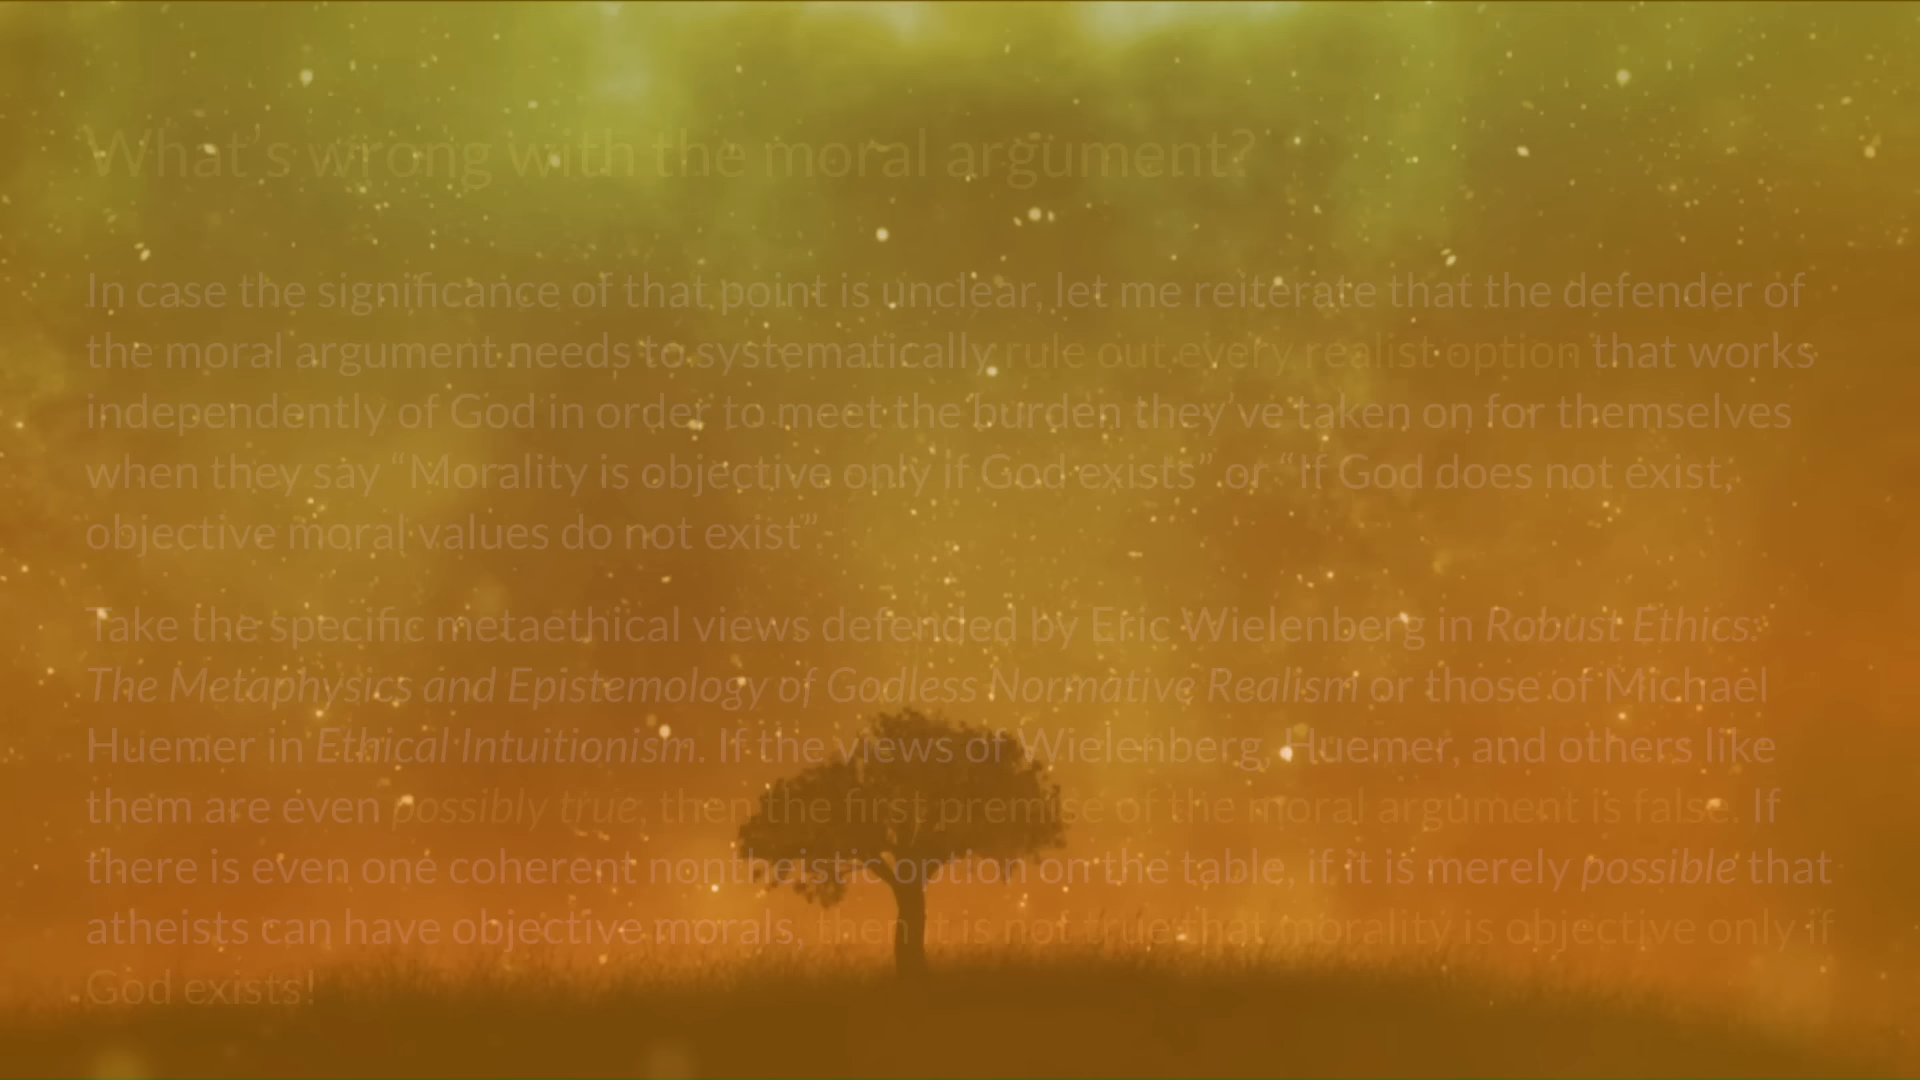 What's wrong with the moral argument?
In case the significance of that point is unclear, let me reiterate that the defender of
the moral argument needs to systematically rule out every realist option that works
independently of God in order to meet the burden they've taken on for themselves
when they say “Morality is objective only if God exists” or “If God does not exist,
objective moral values do not exist”
Take the specific metaethical views defended by Eric Wielenberg in Robust Ethics:
The Metaphysics and Epistemology of Godless Normative Realism or those of Michael
Huemer in Ethical Intuitionism. If the views of Wielenberg, Huemer, and others like
them are even possibly true, then the first premise of the moral argument is false. If
there is even one coherent nontheistic option on the table, if it is merely possible that
atheists can have objective morals, then it is not true that morality is objective only if
God exists!